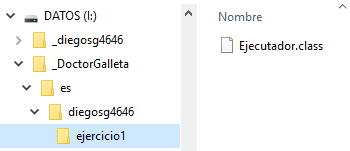 DATOS (I:)
_diegosg4646
_DoctorGalleta
es
diegosg4646
ejercicio1
Nombre
Ejecutador.class